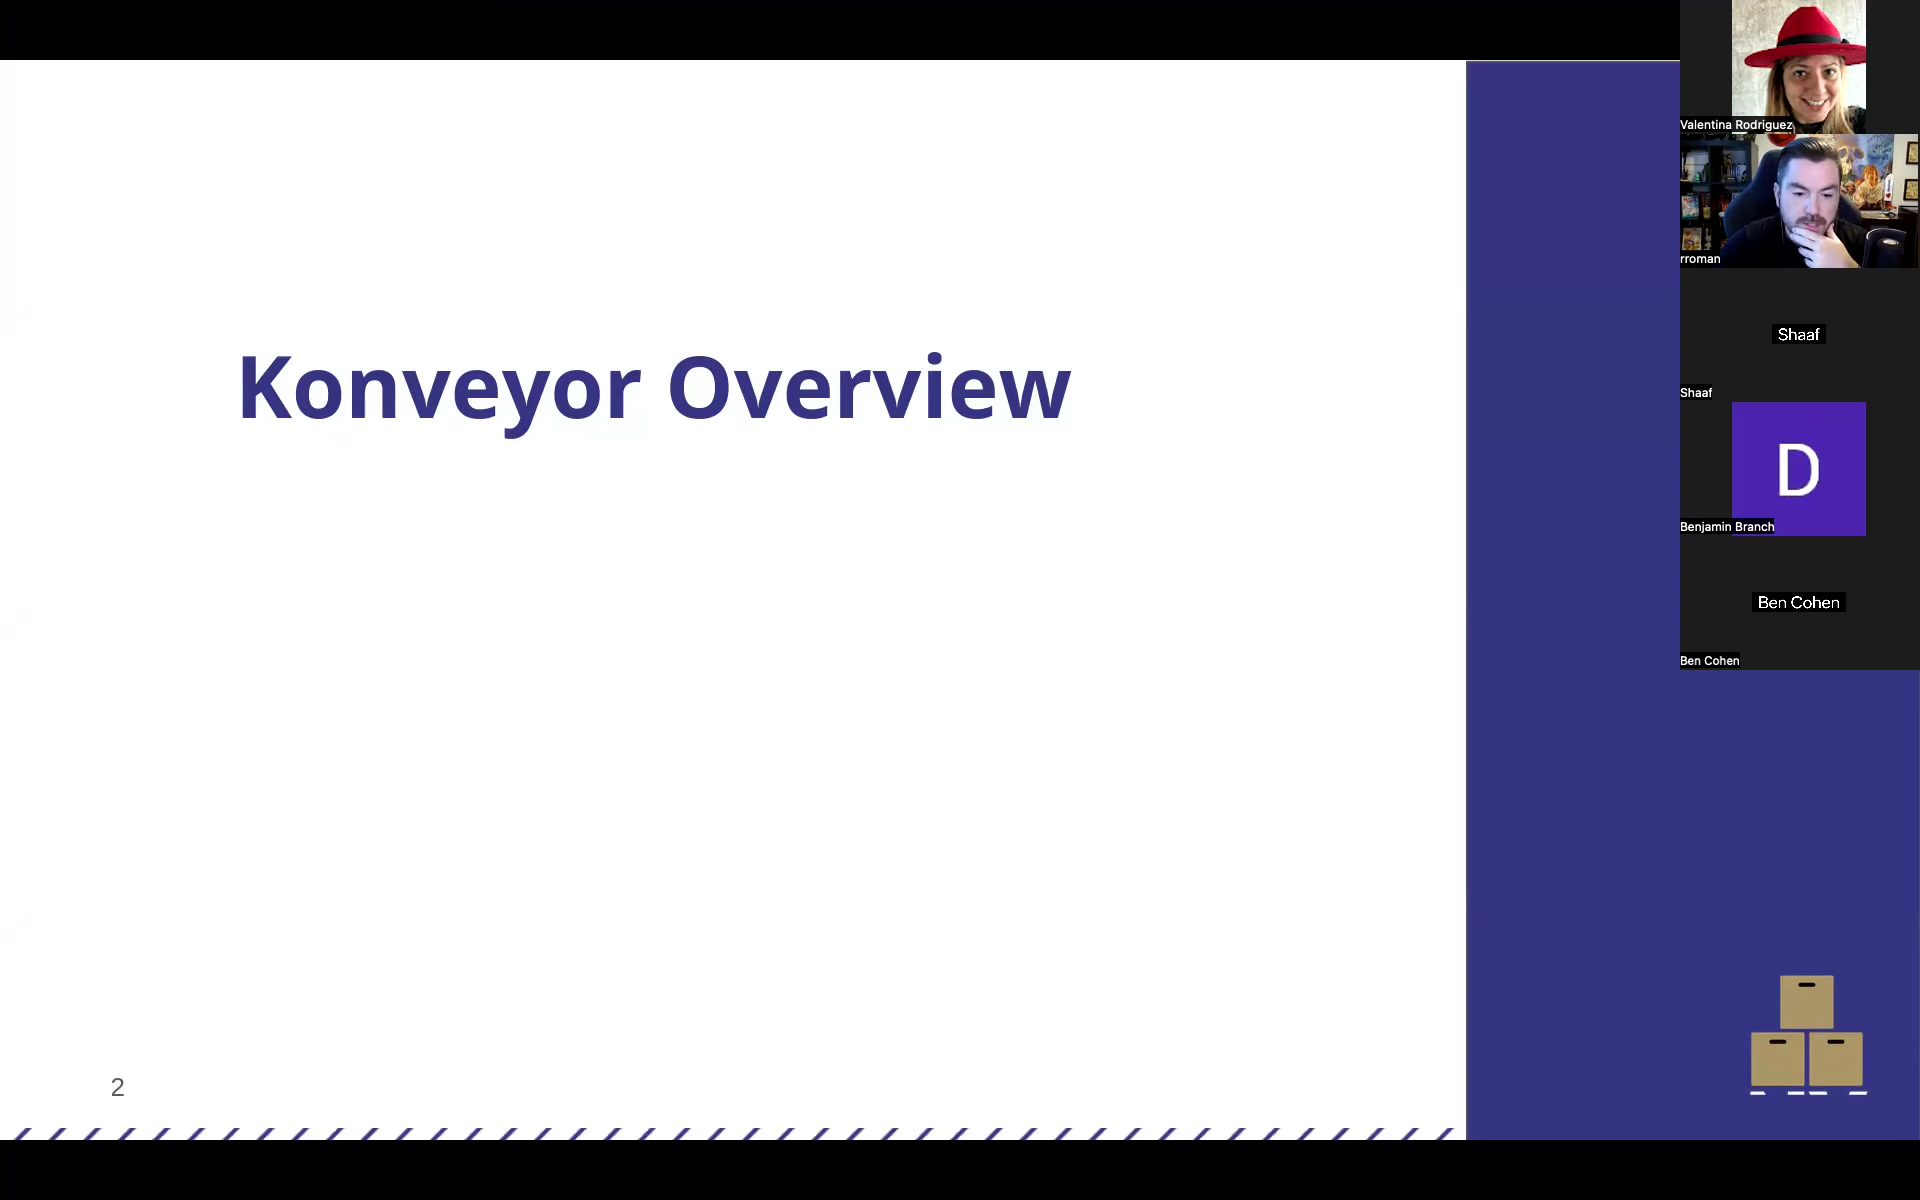 Konveyor Overview
2
Valentina Rodriguez
rroman
Shaaf
Shaaf
D
Benjamin Branch
Ben Cohen
Ben Cohen